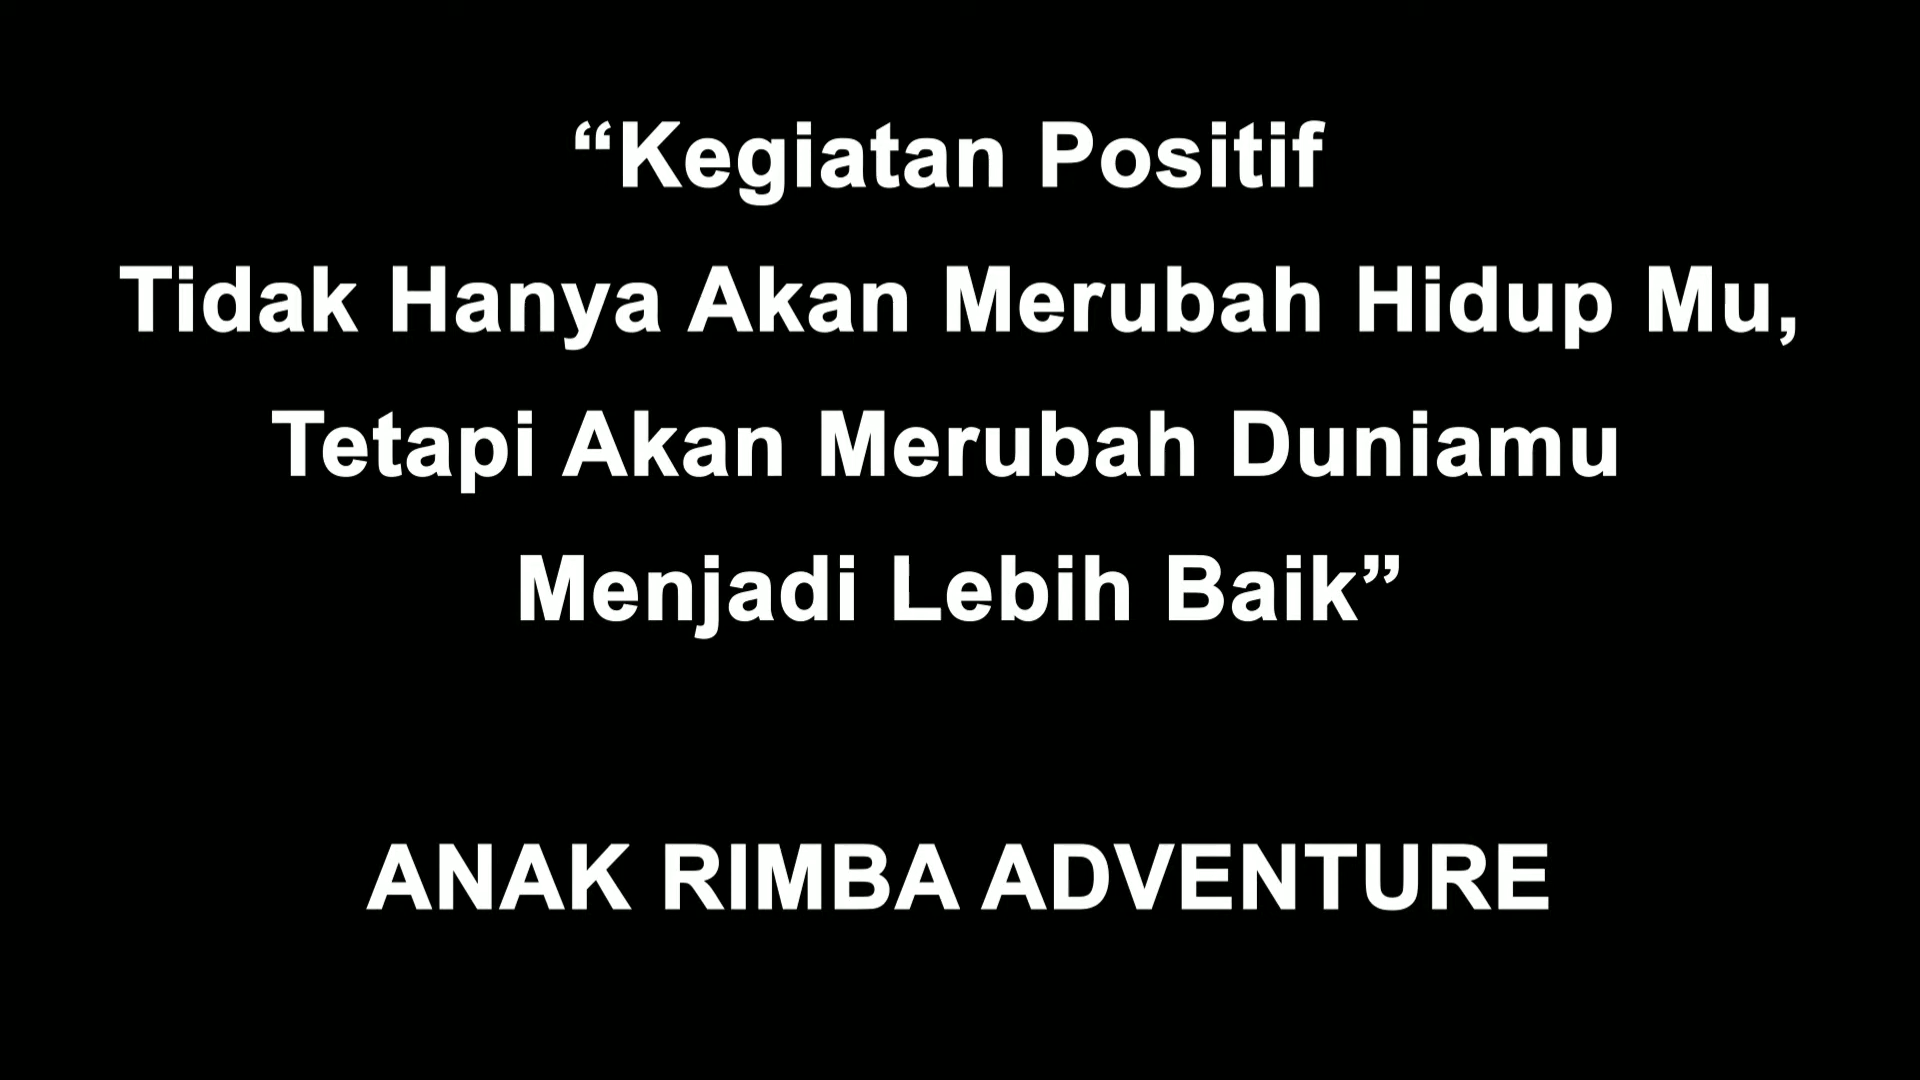 “Kegiatan Positif
Tidak Hanya Akan Merubah Hidup Mu,
Tetapi Akan Merubah Duniamu
Menjadi Lebih Baik”
ANAK RIMBA ADVENTURE